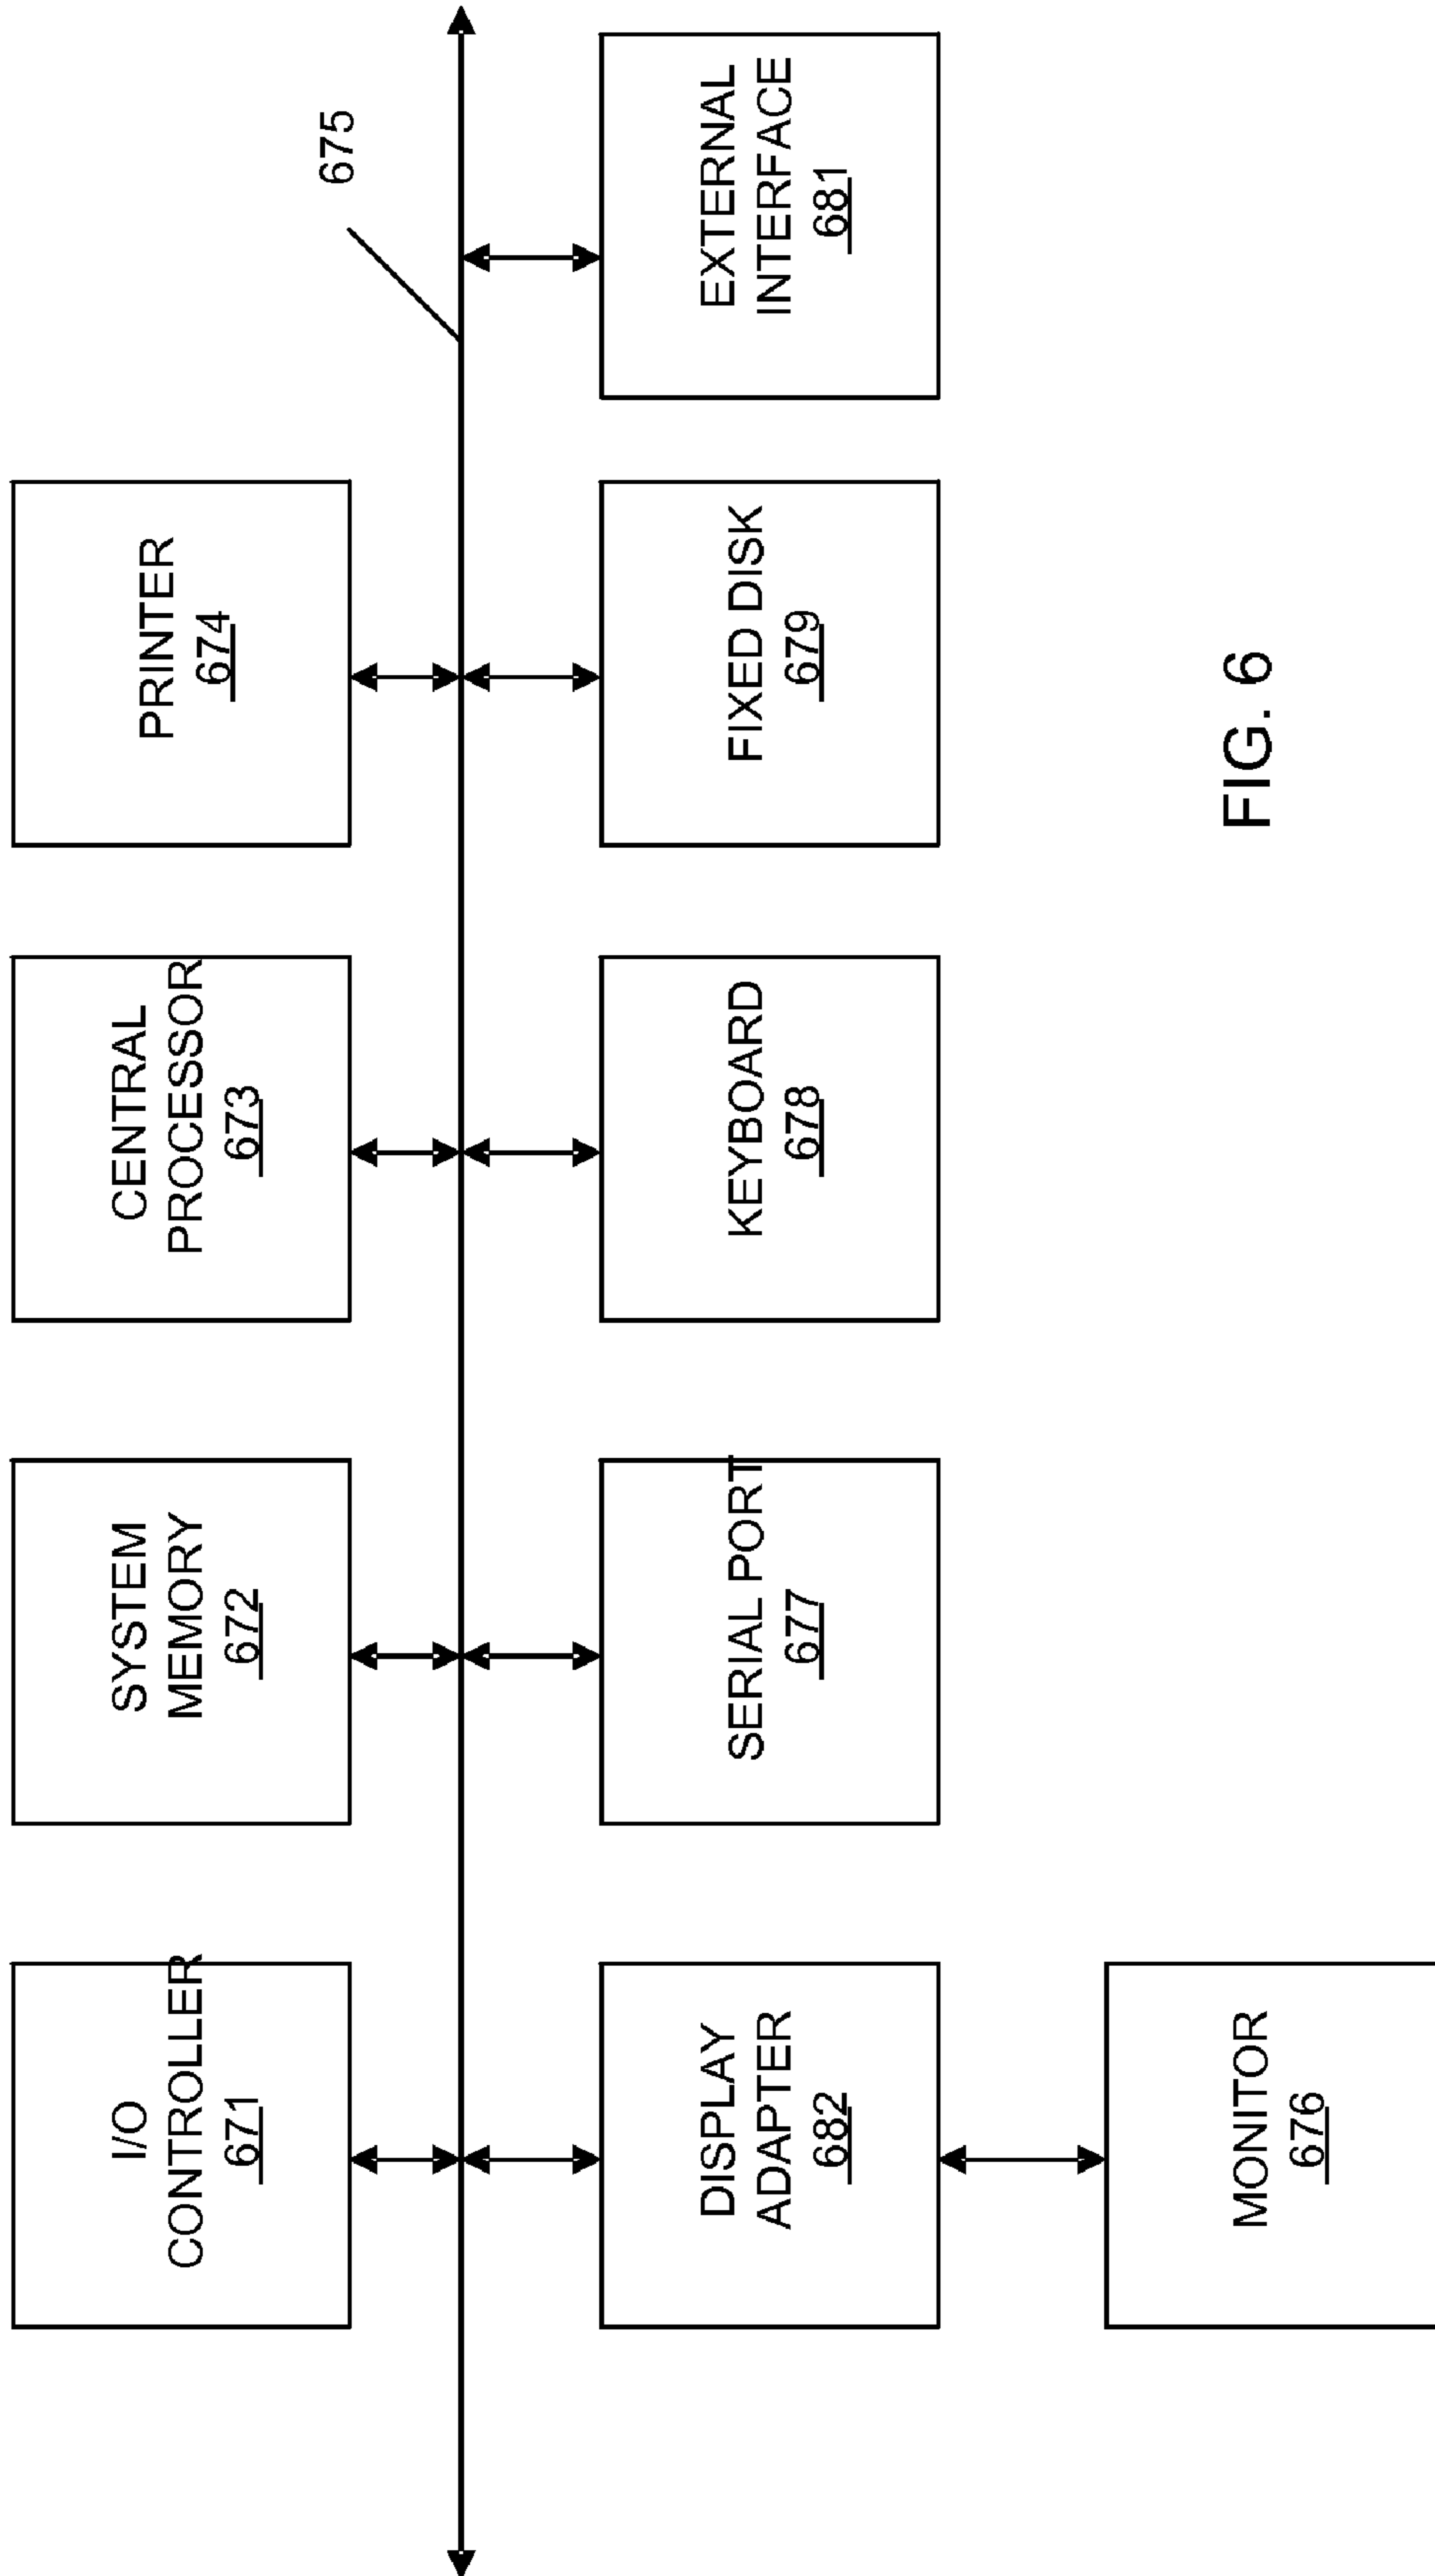 I/O
CONTROLLER
671
SYSTEM
MEMORY
672
CENTRAL
PROCESSOR
673
PRINTER
674
675
DISPLAY
ADAPTER
682
SERIAL PORT
677
KEYBOARD
678
FIXED DISK
679
EXTERNAL
INTERFACE
681
MONITOR
676
FIG. 6